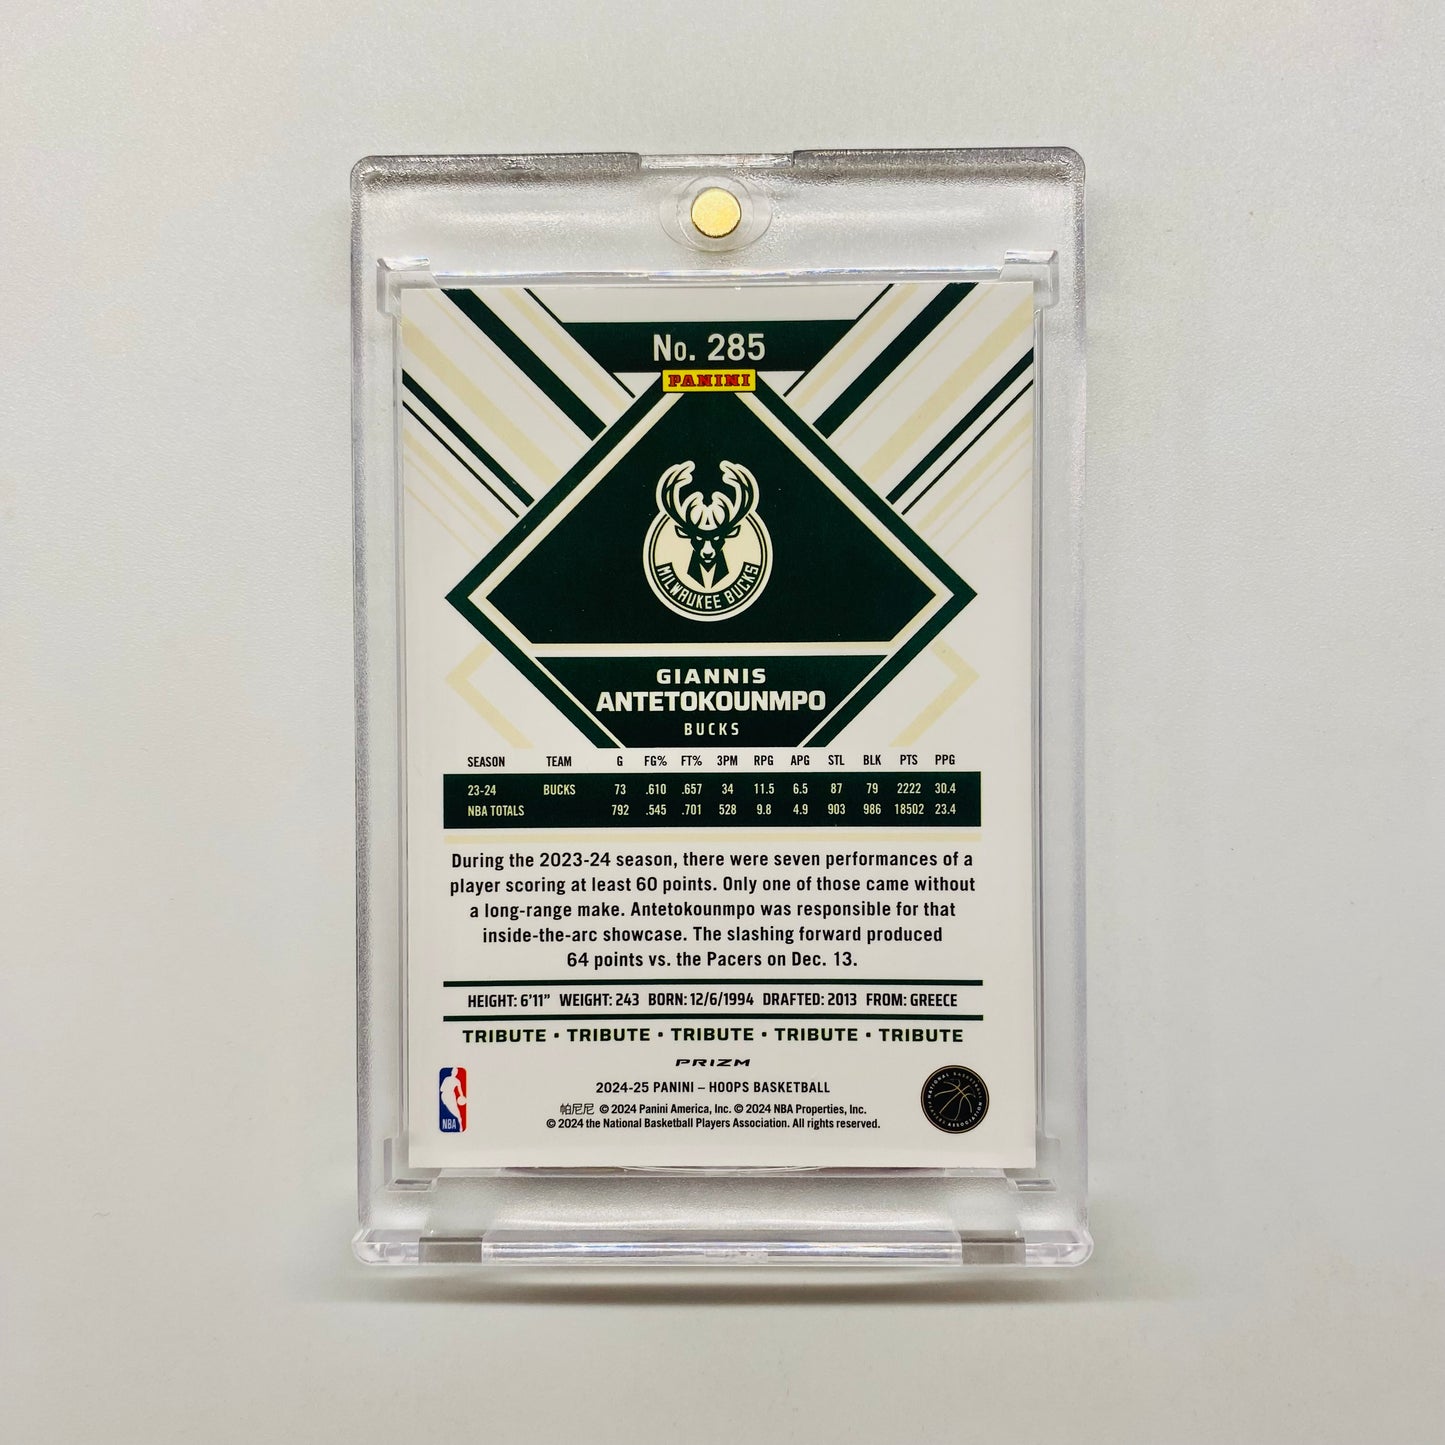 No. 285
PANINI
MILWAUKEE BUCKS
GIANNIS
ANTETOKOUNMPO
BUCKS
SEASON TEAM G FG% FT% 3PM RPG APG STL BLK PTS PPG
23-24 BUCKS 73 .610 .657 34 11.5 6.5 87 79 2222 30.4
NBA TOTALS 792 .545 .701 528 9.8 4.9 903 986 18502 23.4
During the 2023-24 season, there were seven performances of a
player scoring at least 60 points. Only one of those came without
a long-range make. Antetokounmpo was responsible for that
inside-the-arc showcase. The slashing forward produced
64 points vs. the Pacers on Dec. 13.
HEIGHT: 6'11" WEIGHT: 243 BORN: 12/6/1994 DRAFTED: 2013 FROM: GREECE
TRIBUTE • TRIBUTE • TRIBUTE • TRIBUTE • TRIBUTE
PRIZM
2024-25 PANINI – HOOPS BASKETBALL
帕尼尼 © 2024 Panini America, Inc. © 2024 NBA Properties, Inc.
© 2024 the National Basketball Players Association. All rights reserved.
NBA
NATIONAL BASKETBALL PLAYERS ASSOCIATION